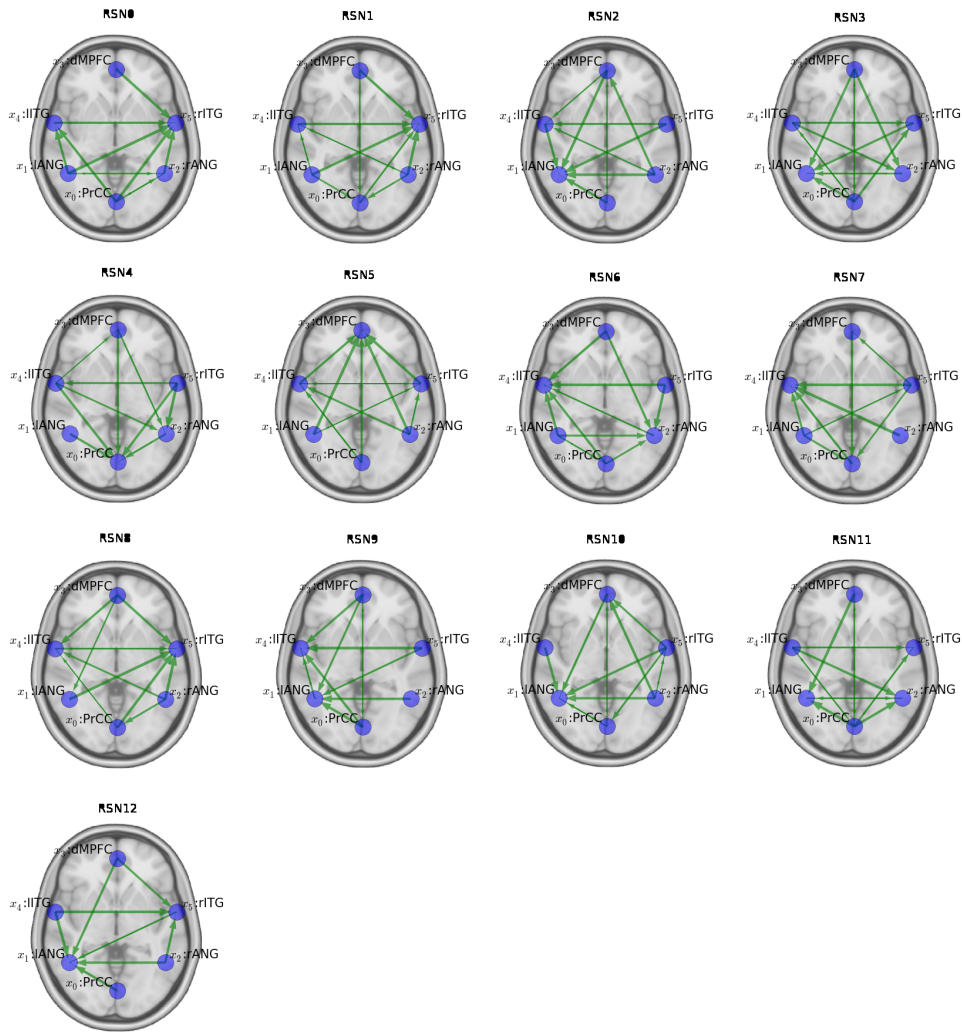 RSN0 RSN1 RSN2 RSN3
x3:dMPFC x3:dMPFC x3:dMPFC x3:dMPFC
x4:lITG x5:rITG x4:lITG x5:rITG x4:lITG x5:rITG x4:lITG x5:rITG
x1:lANG x2:rANG x1:lANG x2:rANG x1:lANG x2:rANG x1:lANG x2:rANG
x0:PrCC x0:PrCC x0:PrCC x0:PrCC
RSN4 RSN5 RSN6 RSN7
x3:dMPFC x3:dMPFC x3:dMPFC x3:dMPFC
x4:lITG x5:rITG x4:lITG x5:rITG x4:lITG x5:rITG x4:lITG x5:rITG
x1:lANG x2:rANG x1:lANG x2:rANG x1:lANG x2:rANG x1:lANG x2:rANG
x0:PrCC x0:PrCC x0:PrCC x0:PrCC
RSN8 RSN9 RSN10 RSN11
x3:dMPFC x3:dMPFC x3:dMPFC x3:dMPFC
x4:lITG x5:rITG x4:lITG x5:rITG x4:lITG x5:rITG x4:lITG x5:rITG
x1:lANG x2:rANG x1:lANG x2:rANG x1:lANG x2:rANG x1:lANG x2:rANG
x0:PrCC x0:PrCC x0:PrCC x0:PrCC
RSN12
x3:dMPFC
x4:lITG x5:rITG
x1:lANG x2:rANG
x0:PrCC